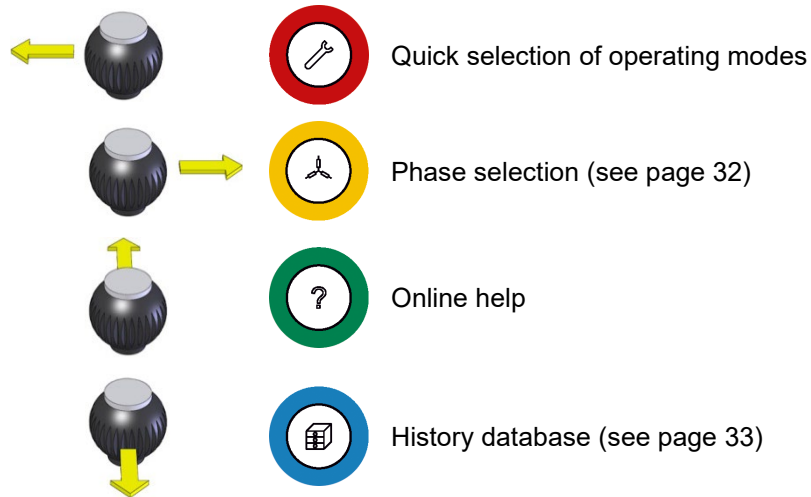 Quick selection of operating modes
Phase selection (see page 32)
?
Online help
History database (see page 33)